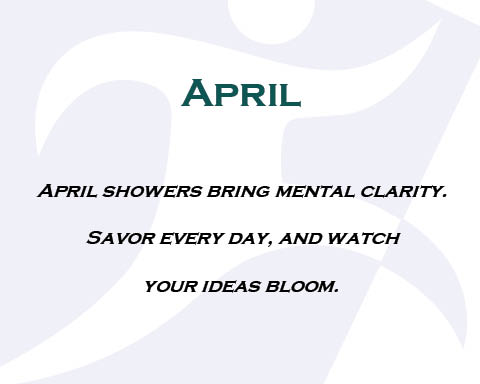 April
April showers bring mental clarity.
Savor every day, and watch
your ideas bloom.